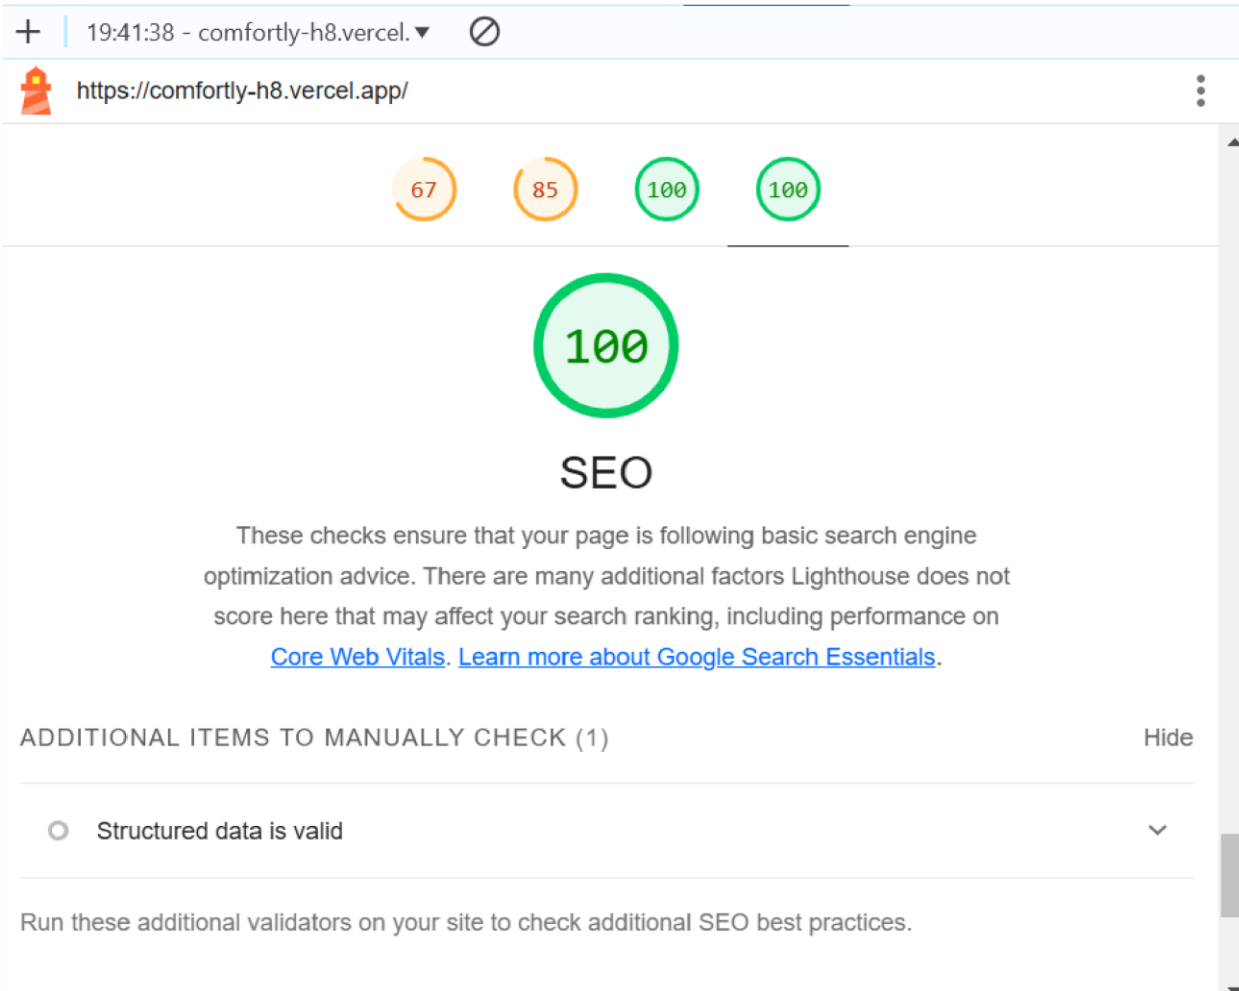 19:41:38 - comfortly-h8.vercel.
https://comfortly-h8.vercel.app/
67 85 100 100
100
SEO
These checks ensure that your page is following basic search engine
optimization advice. There are many additional factors Lighthouse does not
score here that may affect your search ranking, including performance on
Core Web Vitals. Learn more about Google Search Essentials.
ADDITIONAL ITEMS TO MANUALLY CHECK (1) Hide
Structured data is valid
Run these additional validators on your site to check additional SEO best practices.